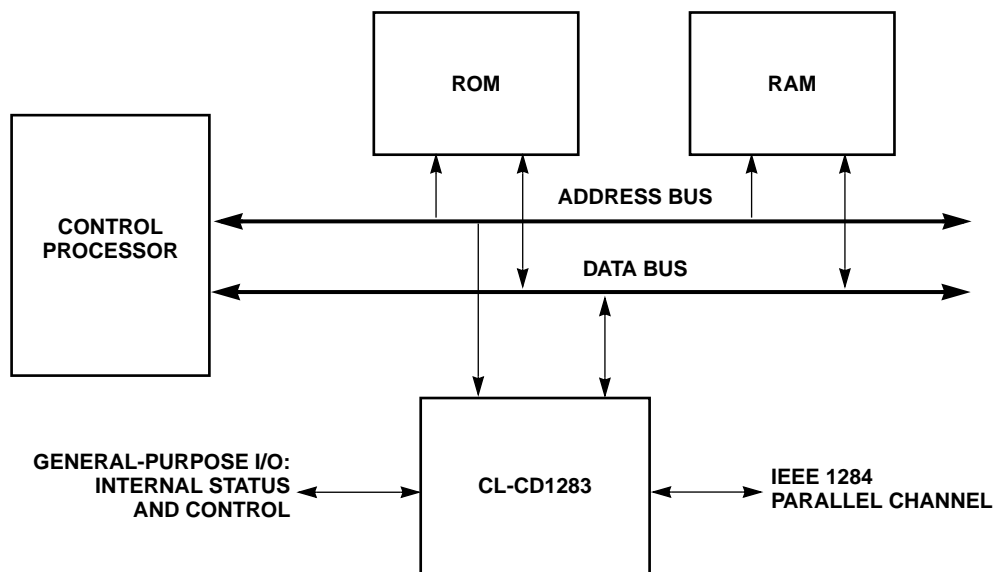 ROM
RAM
CONTROL
PROCESSOR
ADDRESS BUS
DATA BUS
GENERAL-PURPOSE I/O:
INTERNAL STATUS
AND CONTROL
CL-CD1283
IEEE 1284
PARALLEL CHANNEL